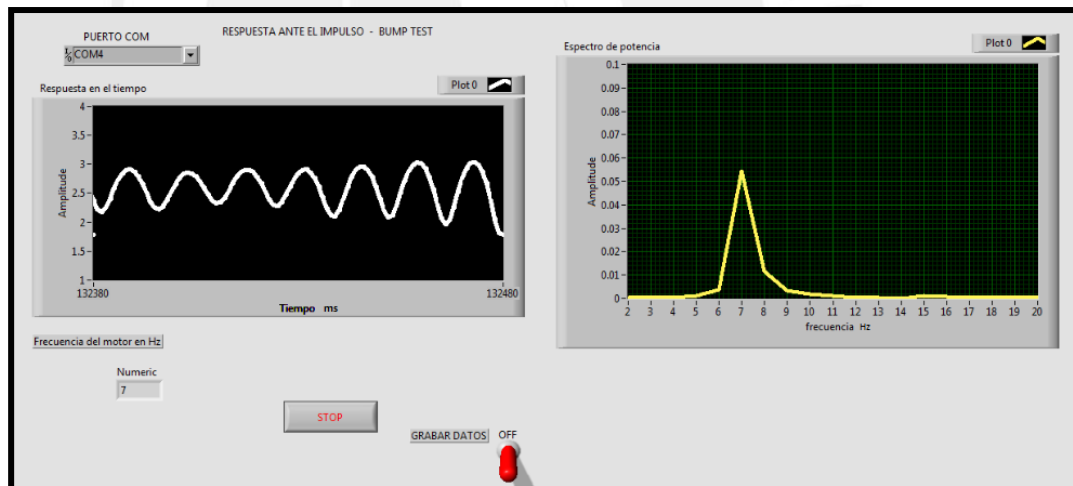 RESPUESTA ANTE EL IMPULSO - BUMP TEST
PUERTO COM
I/O COM4
Respuesta en el tiempo
Plot 0
Amplitude
4
3.5
3
2.5
2
1.5
1
132380
132480
Tiempo ms
Espectro de potencia
Plot 0
Amplitude
0.1
0.09
0.08
0.07
0.06
0.05
0.04
0.03
0.02
0.01
0
2 3 4 5 6 7 8 9 10 11 12 13 14 15 16 17 18 19 20
frecuencia Hz
Frecuencia del motor en Hz
Numeric
7
STOP
GRABAR DATOS OFF